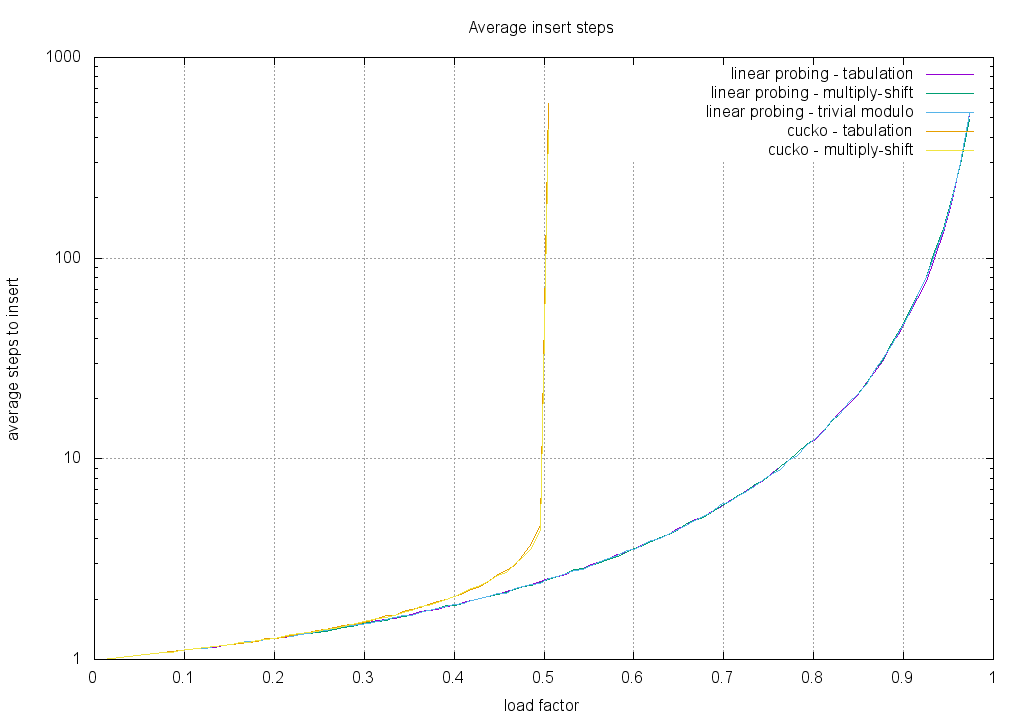 Average insert steps
1000
100
10
1
average steps to insert
linear probing - tabulation
linear probing - multiply-shift
linear probing - trivial modulo
cucko - tabulation
cucko - multiply-shift
0 0.1 0.2 0.3 0.4 0.5 0.6 0.7 0.8 0.9 1
load factor